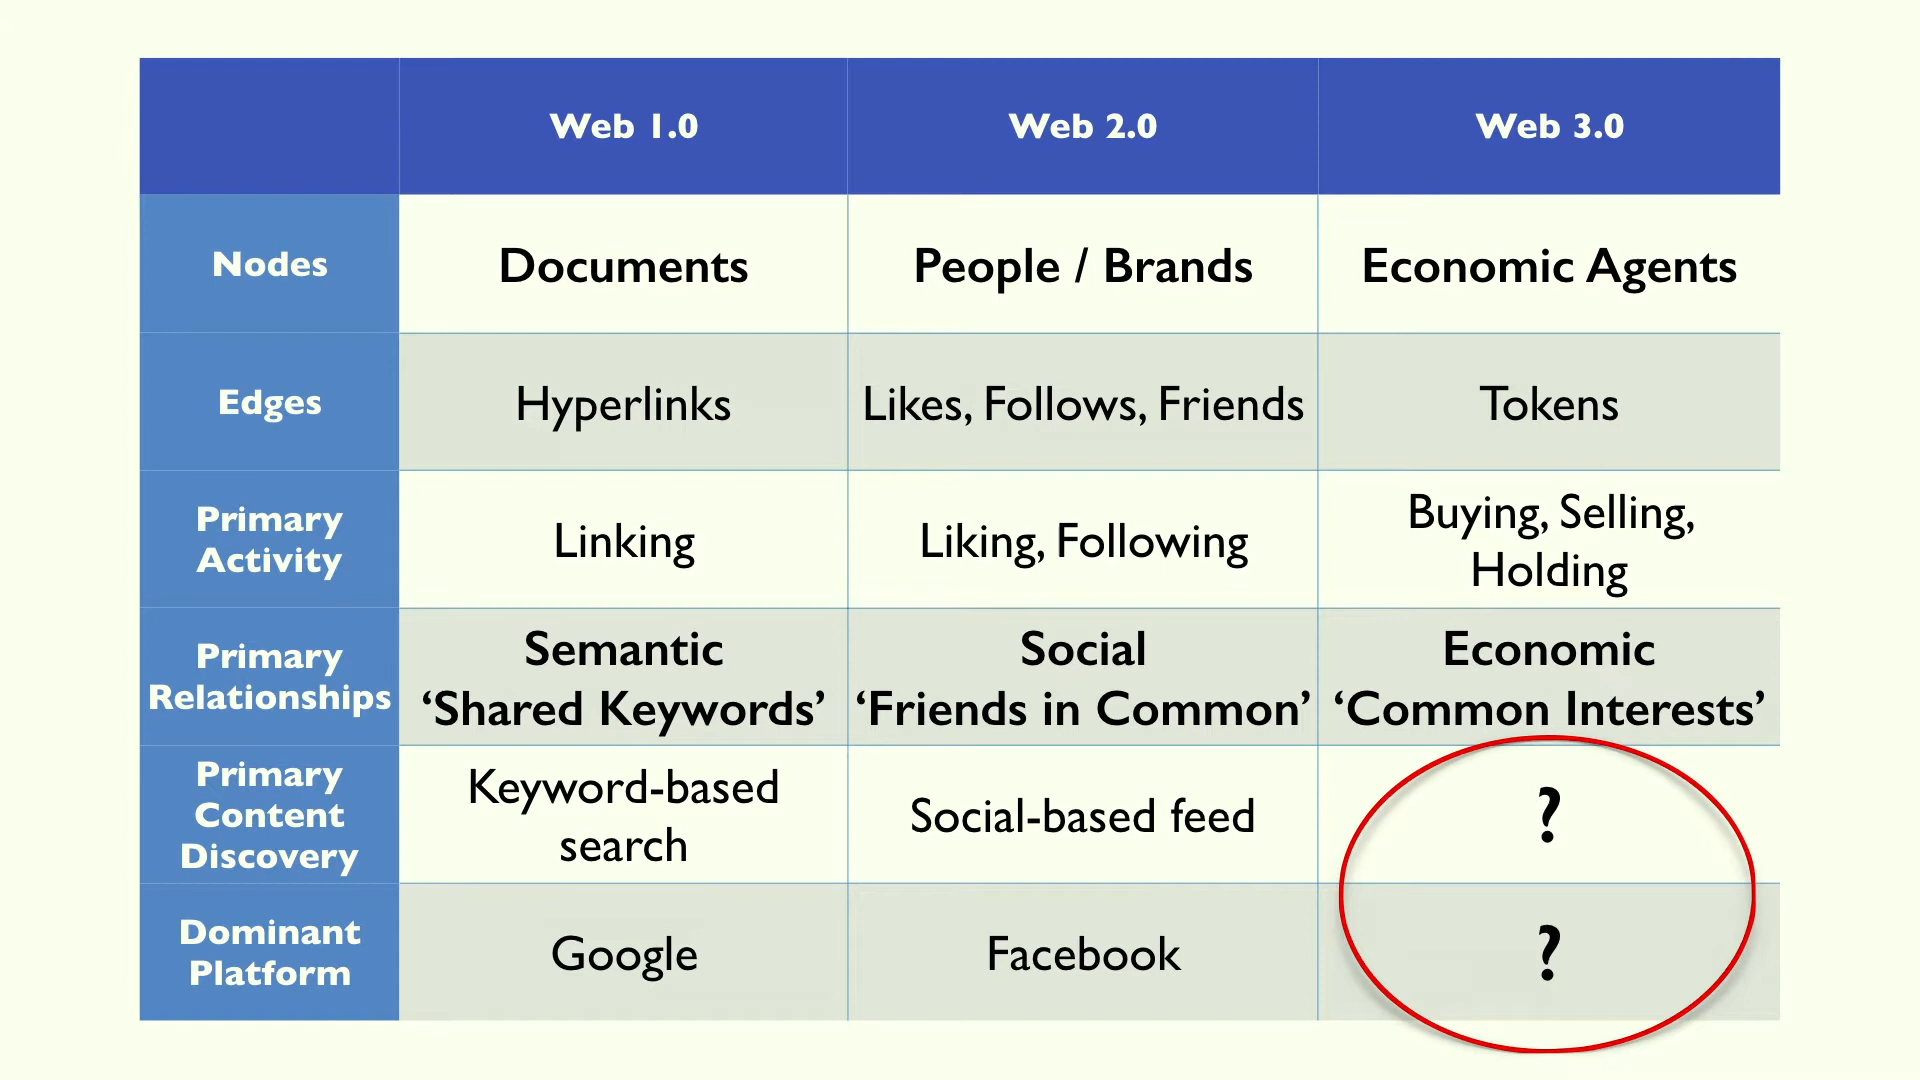 Web 1.0
Web 2.0
Web 3.0
Nodes
Documents
People / Brands
Economic Agents
Edges
Hyperlinks
Likes, Follows, Friends
Tokens
Primary
Activity
Linking
Liking, Following
Buying, Selling,
Holding
Primary
Relationships
Semantic
‘Shared Keywords’
Social
‘Friends in Common’
Economic
‘Common Interests’
Primary
Content
Discovery
Keyword-based
search
Social-based feed
?
Dominant
Platform
Google
Facebook
?